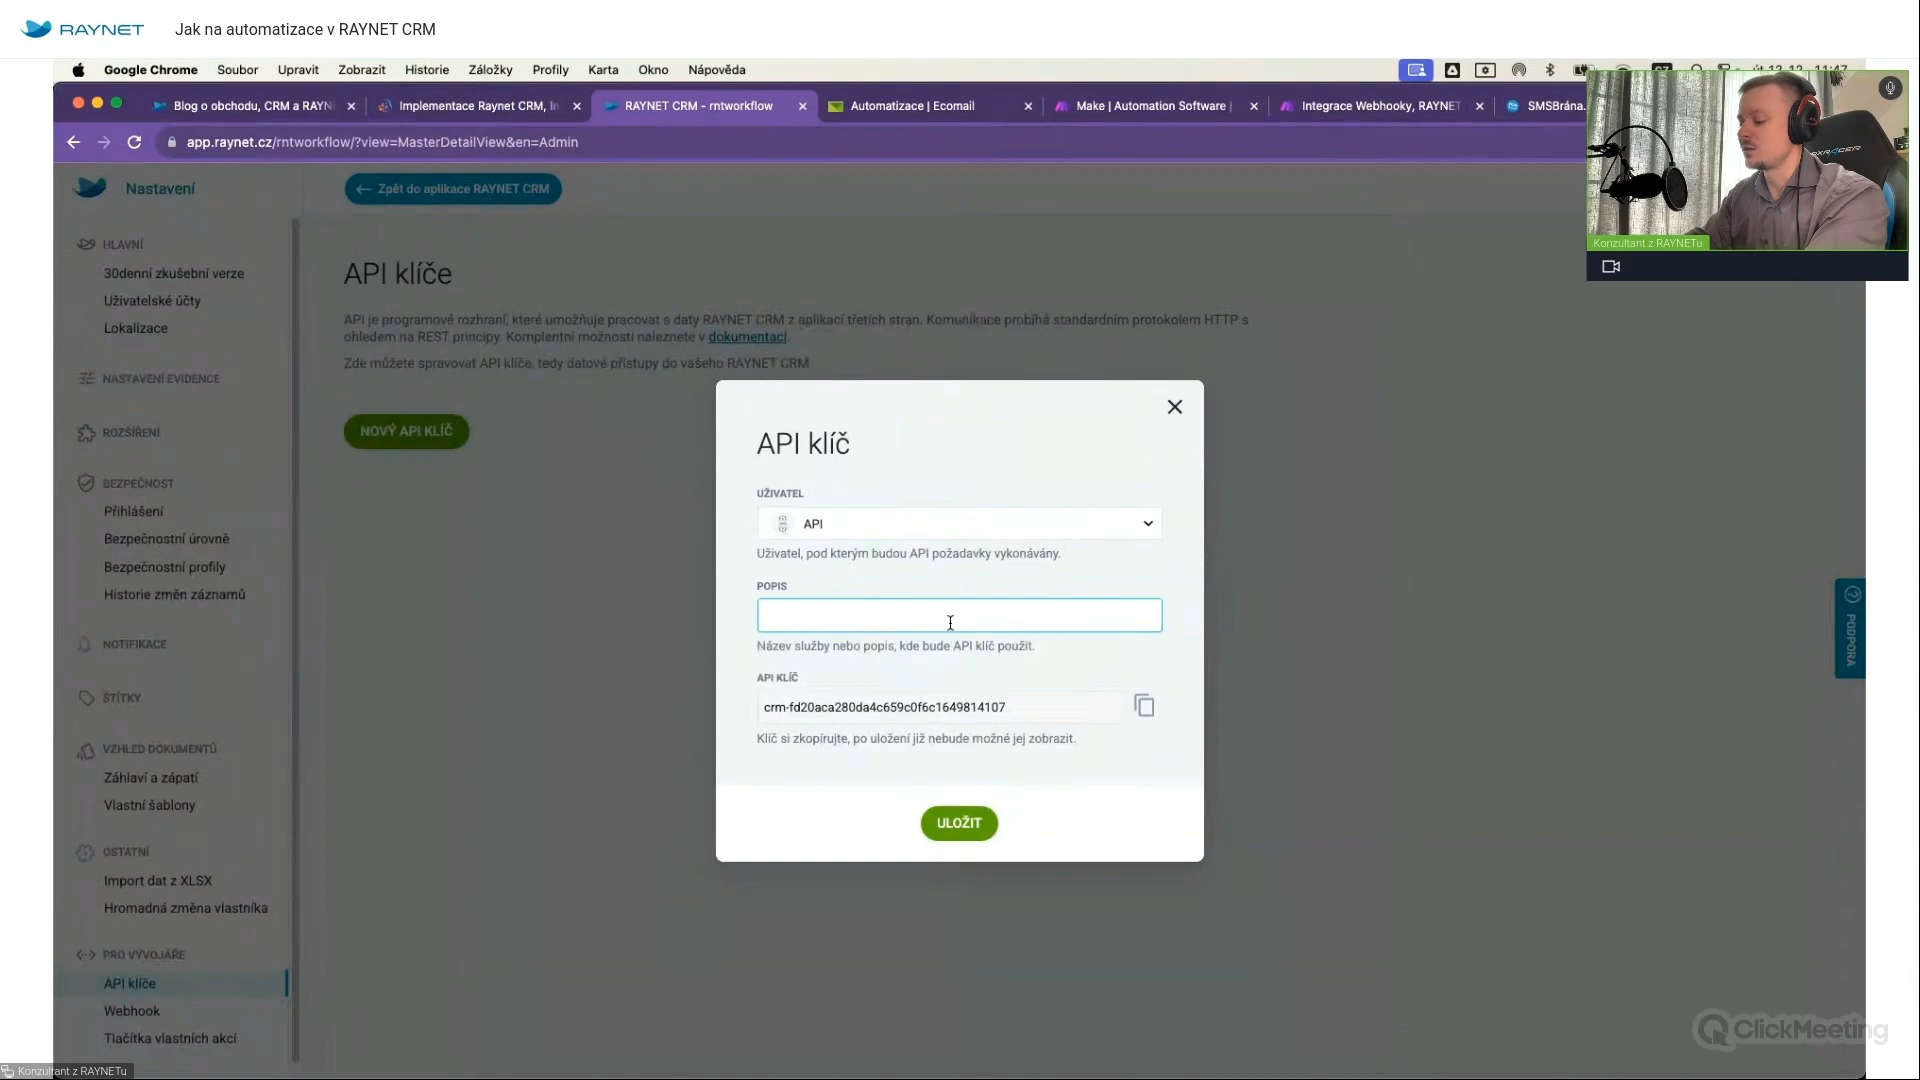 RAYNET
Jak na automatizace v RAYNET CRM
Google Chrome Soubor Upravit Zobrazit Historie Záložky Profily Karta Okno Nápověda
Blog o obchodu, CRM a RAYN
Implementace Raynet CRM, In
RAYNET CRM - rntworkflow
Automatizace | Ecomail
Make | Automation Software |
Integrace Webhooky, RAYNET
SMSBrána.
app.raynet.cz/rntworkflow/?view=MasterDetailView&en=Admin
Konzultant z RAYNETu
Nastavení
Zpět do aplikace RAYNET CRM
HLAVNÍ
30denní zkušební verze
Uživatelské účty
Lokalizace
NASTAVENÍ EVIDENCE
ROZŠÍŘENÍ
BEZPEČNOST
Přihlášení
Bezpečnostní úrovně
Bezpečnostní profily
Historie změn záznamů
NOTIFIKACE
ŠTÍTKY
VZHLED DOKUMENTŮ
Záhlaví a zápatí
Vlastní šablony
OSTATNÍ
Import dat z XLSX
Hromadná změna vlastníka
PRO VÝVOJÁŘE
API klíče
Webhook
Tlačítka vlastních akcí
API klíče
API je programové rozhraní, které umožňuje pracovat s daty RAYNET CRM z aplikací třetích stran. Komunikace probíhá standardním protokolem HTTP s
ohledem na REST principy. Komplentní možnosti naleznete v dokumentaci.
Zde můžete spravovat API klíče, tedy datové přístupy do vašeho RAYNET CRM
NOVÝ API KLÍČ
API klíč
UŽIVATEL
API
Uživatel, pod kterým budou API požadavky vykonávány.
POPIS
Název služby nebo popis, kde bude API klíč použit.
API KLÍČ
crm-fd20aca280da4c659c0f6c1649814107
Klíč si zkopírujte, po uložení již nebude možné jej zobrazit.
ULOŽIT
PODPORA
ClickMeeting
Konzultant z RAYNETu